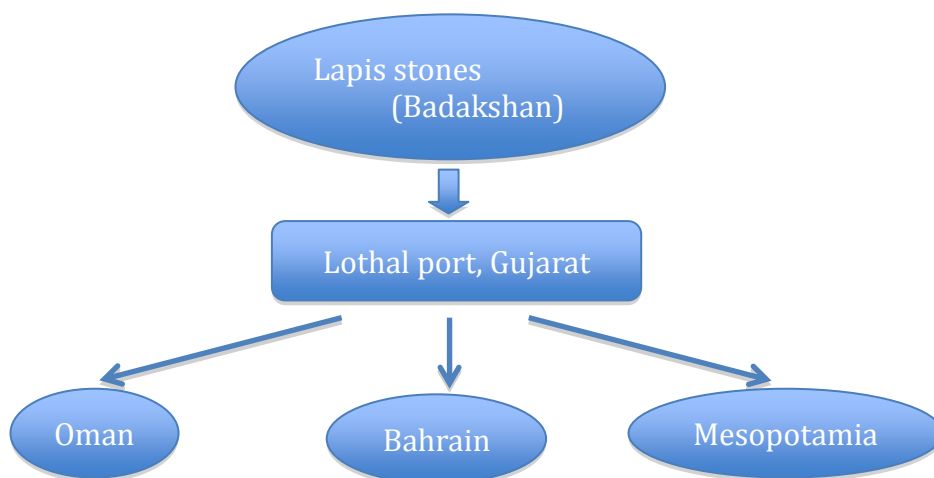 Lapis stones
(Badakshan)
Lothal port, Gujarat
Oman
Bahrain
Mesopotamia